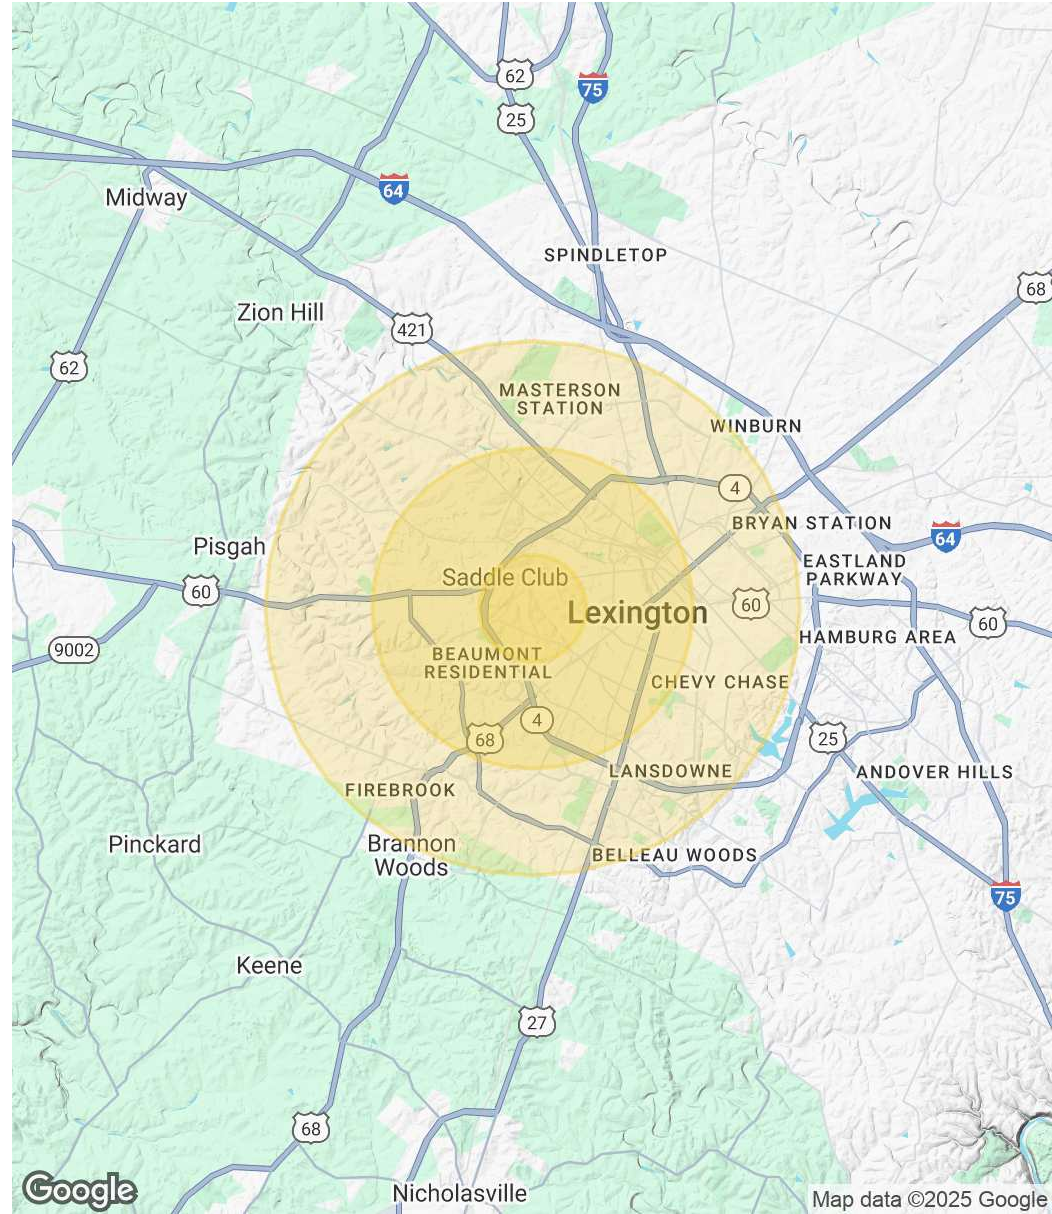 62
75
25
64
Midway
SPINDLETOP
68
Zion Hill
421
62
MASTERSON
STATION
WINBURN
4
BRYAN STATION
64
Pisgah
EASTLAND
PARKWAY
Saddle Club
60
60
Lexington
60
HAMBURG AREA
9002
BEAUMONT
RESIDENTIAL
CHEVY CHASE
4
68
25
LANSDOWNE
ANDOVER HILLS
FIREBROOK
Pinckard
Brannon
Woods
BELLEAU WOODS
75
Keene
27
68
Nicholasville
Google
Map data ©2025 Google